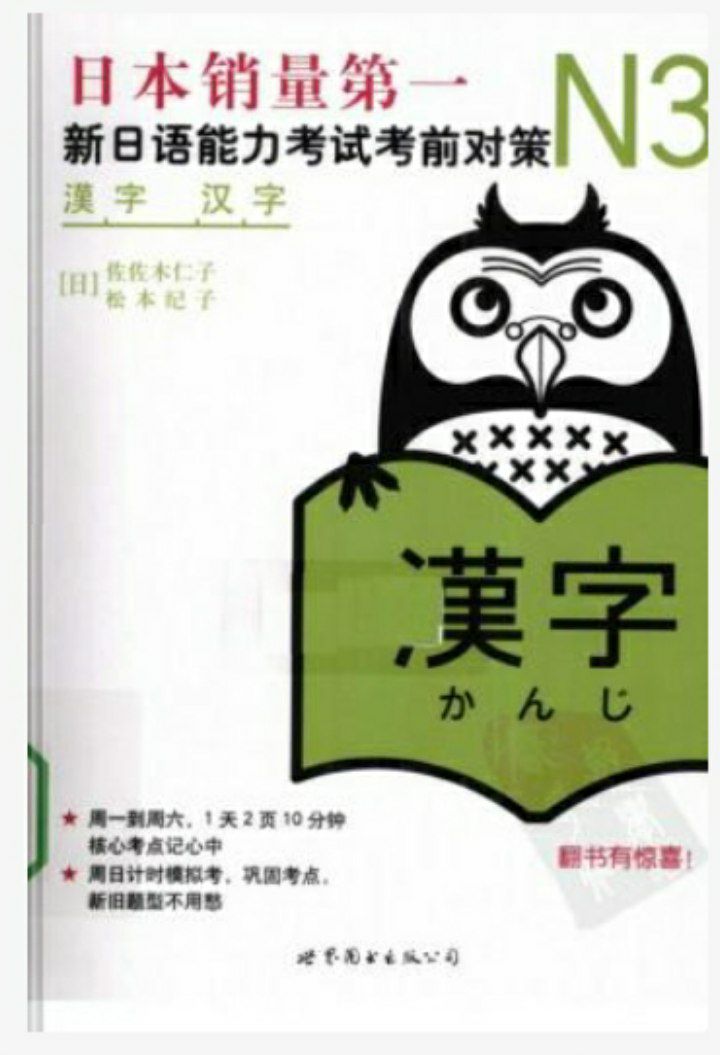 日本销量第一
新日语能力考试考前对策
N3
漢字 汉字
[日] 佐佐木仁子
松本纪子
漢字
かんじ
★ 周一到周六，1天2页10分钟
核心考点记心中
★ 周日计时模拟考，巩固考点，
新旧题型不用愁
翻书有惊喜！
世界图书出版公司